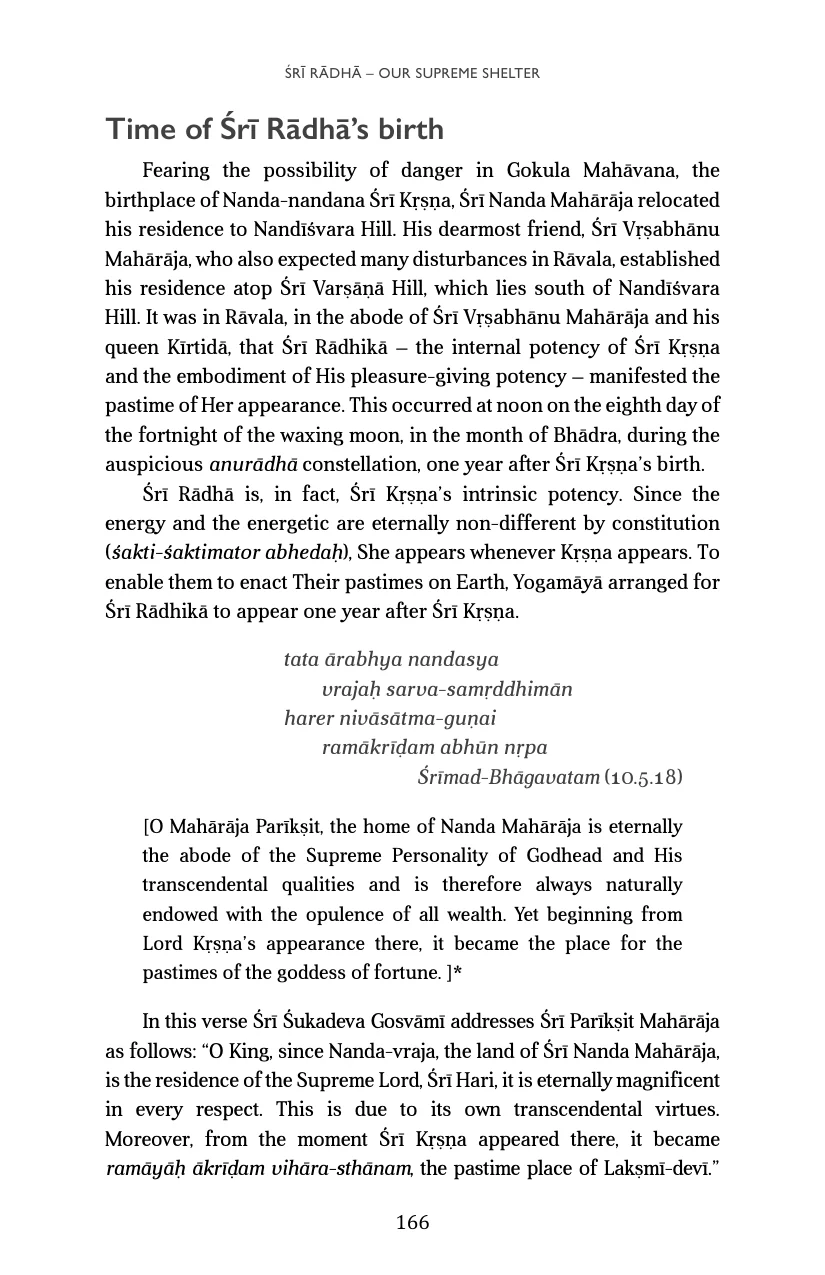 ŚRĪ RĀDHĀ – OUR SUPREME SHELTER
Time of Śrī Rādhā’s birth
Fearing the possibility of danger in Gokula Mahāvana, the
birthplace of Nanda-nandana Śrī Kṛṣṇa, Śrī Nanda Mahārāja relocated
his residence to Nandīśvara Hill. His dearmost friend, Śrī Vṛṣabhānu
Mahārāja, who also expected many disturbances in Rāvala, established
his residence atop Śrī Varṣāṇā Hill, which lies south of Nandīśvara
Hill. It was in Rāvala, in the abode of Śrī Vṛṣabhānu Mahārāja and his
queen Kīrtidā, that Śrī Rādhikā – the internal potency of Śrī Kṛṣṇa
and the embodiment of His pleasure-giving potency – manifested the
pastime of Her appearance. This occurred at noon on the eighth day of
the fortnight of the waxing moon, in the month of Bhādra, during the
auspicious anurādhā constellation, one year after Śrī Kṛṣṇa’s birth.
Śrī Rādhā is, in fact, Śrī Kṛṣṇa’s intrinsic potency. Since the
energy and the energetic are eternally non-different by constitution
(śakti-śaktimator abhedaḥ), She appears whenever Kṛṣṇa appears. To
enable them to enact Their pastimes on Earth, Yogamāyā arranged for
Śrī Rādhikā to appear one year after Śrī Kṛṣṇa.
tata ārabhya nandasya
vrajaḥ sarva-samṛddhimān
harer nivāsātma-guṇai
ramākrīḍam abhūn nṛpa
Śrīmad-Bhāgavatam (10.5.18)
[O Mahārāja Parīkṣit, the home of Nanda Mahārāja is eternally
the abode of the Supreme Personality of Godhead and His
transcendental qualities and is therefore always naturally
endowed with the opulence of all wealth. Yet beginning from
Lord Kṛṣṇa’s appearance there, it became the place for the
pastimes of the goddess of fortune. ]*
In this verse Śrī Śukadeva Gosvāmī addresses Śrī Parīkṣit Mahārāja
as follows: “O King, since Nanda-vraja, the land of Śrī Nanda Mahārāja,
is the residence of the Supreme Lord, Śrī Hari, it is eternally magnificent
in every respect. This is due to its own transcendental virtues.
Moreover, from the moment Śrī Kṛṣṇa appeared there, it became
ramāyāḥ ākrīḍam vihāra-sthānam, the pastime place of Lakṣmī-devī.”
166